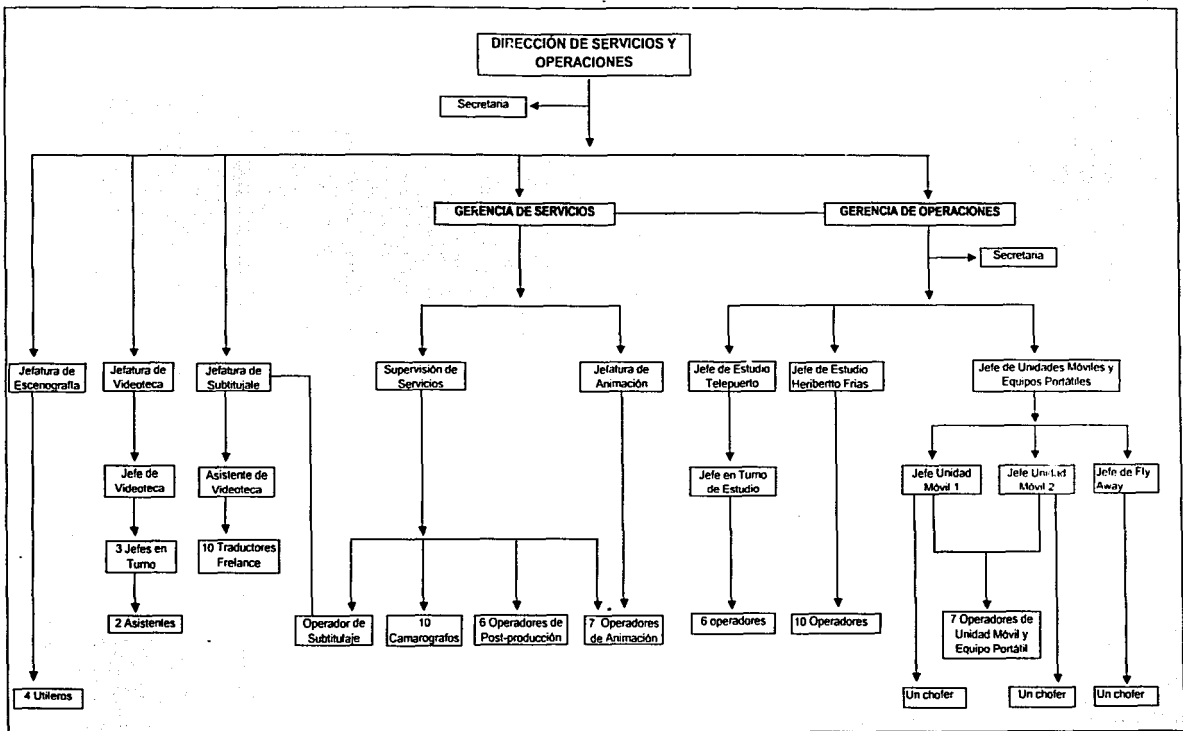 DIRECCIÓN DE SERVICIOS Y
OPERACIONES
Secretaria
GERENCIA DE SERVICIOS
GERENCIA DE OPERACIONES
Secretaria
Jefatura de
Escenografía
Jefatura de
Videoteca
Jefatura de
Subtitujale
Supervisión de
Servicios
Jefatura de
Animación
Jefe de Estudio
Telepuerto
Jefe de Estudio
Heribertto Frias
Jefe de Unidades Móviles y
Equipos Portátiles
Jefe de
Videoteca
Asistente de
Videoteca
Jefe en Turno
de Estudio
Jefe Unidad
Móvil 1
Jefe Unidad
Móvil 2
Jefe de Fly
Away
3 Jefes en
Turno
10 Traductores
Frelance
2 Asistentes
Operador de
Subtitulaje
10
Camarografos
6 Operadores de
Post-producción
7 Operadores
de Animación
6 operadores
10 Operadores
7 Operadores de
Unidad Móvil y
Equipo Portátil
4 Utileros
Un chofer
Un chofer
Un chofer